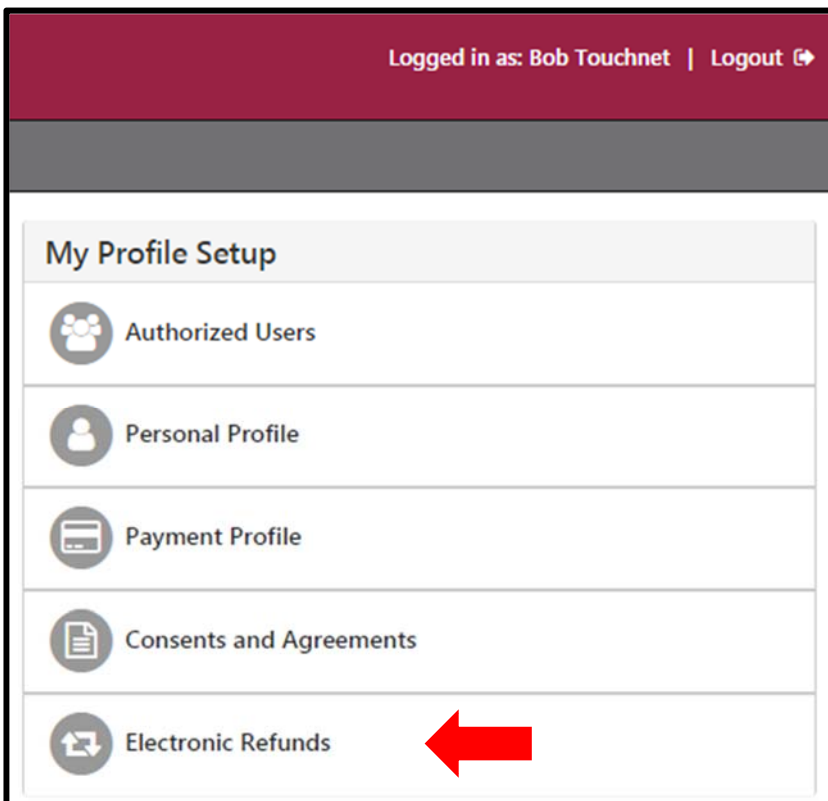 Logged in as: Bob Touchnet | Logout
My Profile Setup
Authorized Users
Personal Profile
Payment Profile
Consents and Agreements
Electronic Refunds